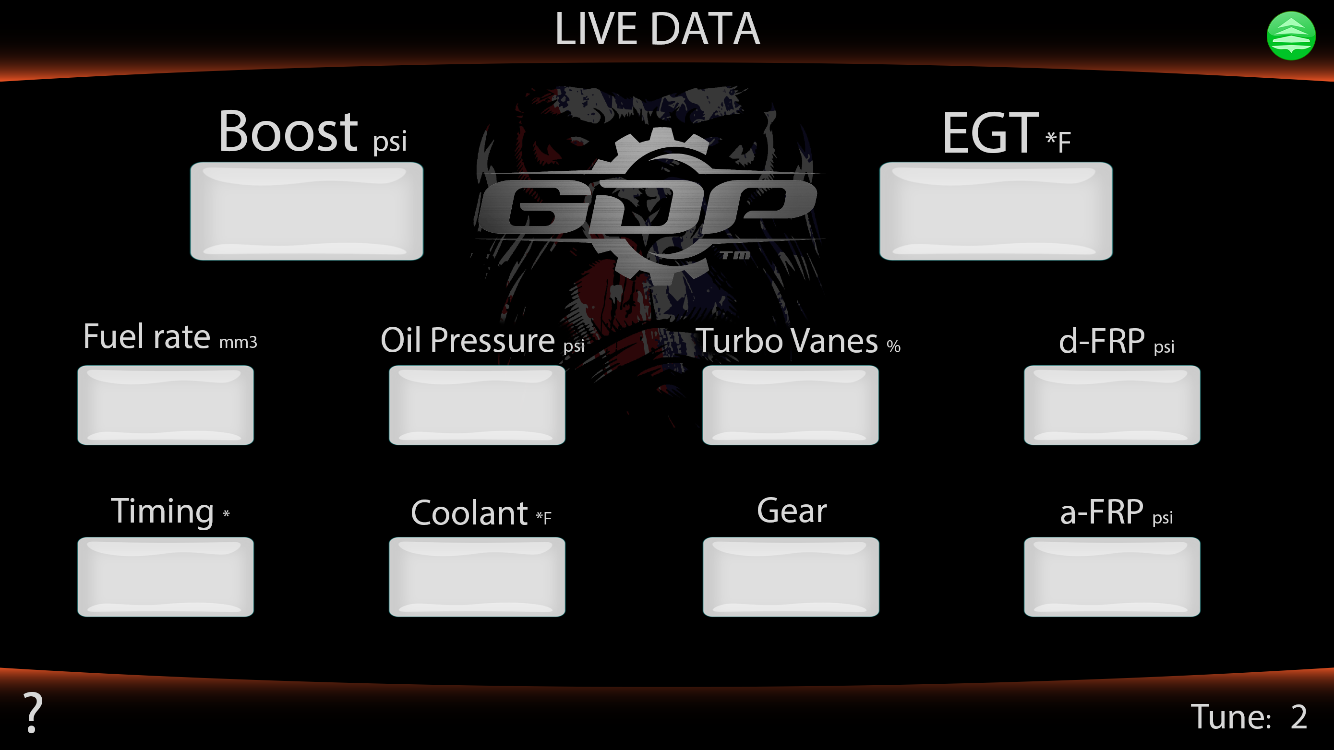 LIVE DATA
Boost psi
EGT *F
GDP
TM
Fuel rate mm3
Oil Pressure psi
Turbo Vanes %
d-FRP psi
Timing *
Coolant *F
Gear
a-FRP psi
?
Tune: 2